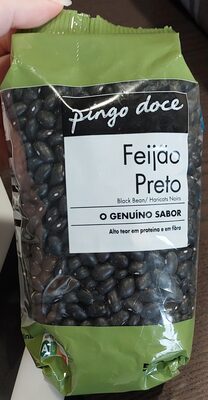 pingo doce
Feijão
Preto
Black Bean/ Haricots Noirs
O GENUÍNO SABOR
Alto teor em proteína e em fibra